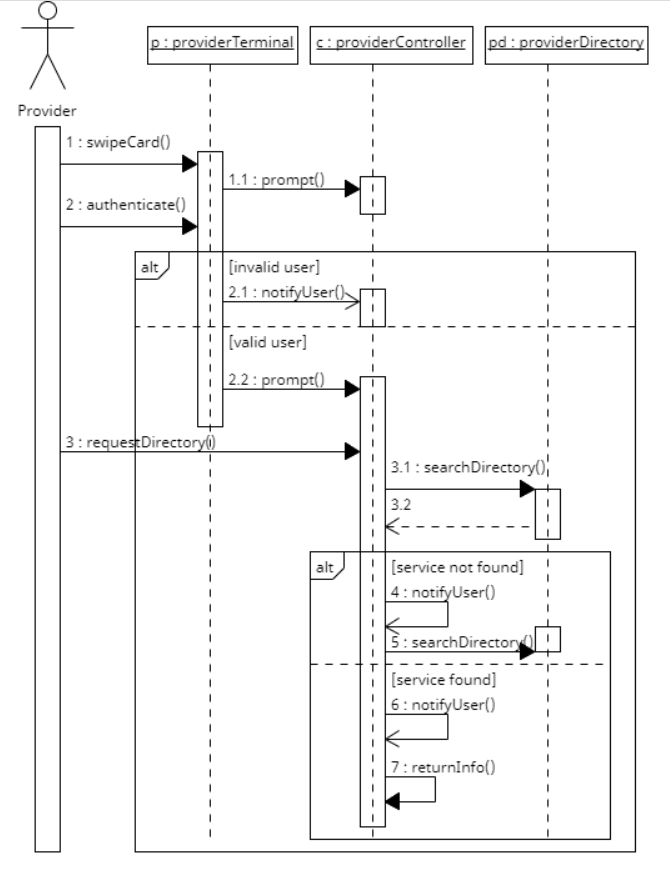 p : providerTerminal
c : providerController
pd : providerDirectory
Provider
1 : swipeCard()
1.1 : prompt()
2 : authenticate()
alt
[invalid user]
2.1 : notifyUser()
[valid user]
2.2 : prompt()
3 : requestDirectory()
3.1 : searchDirectory()
3.2
alt
[service not found]
4 : notifyUser()
5 : searchDirectory()
[service found]
6 : notifyUser()
7 : returnInfo()